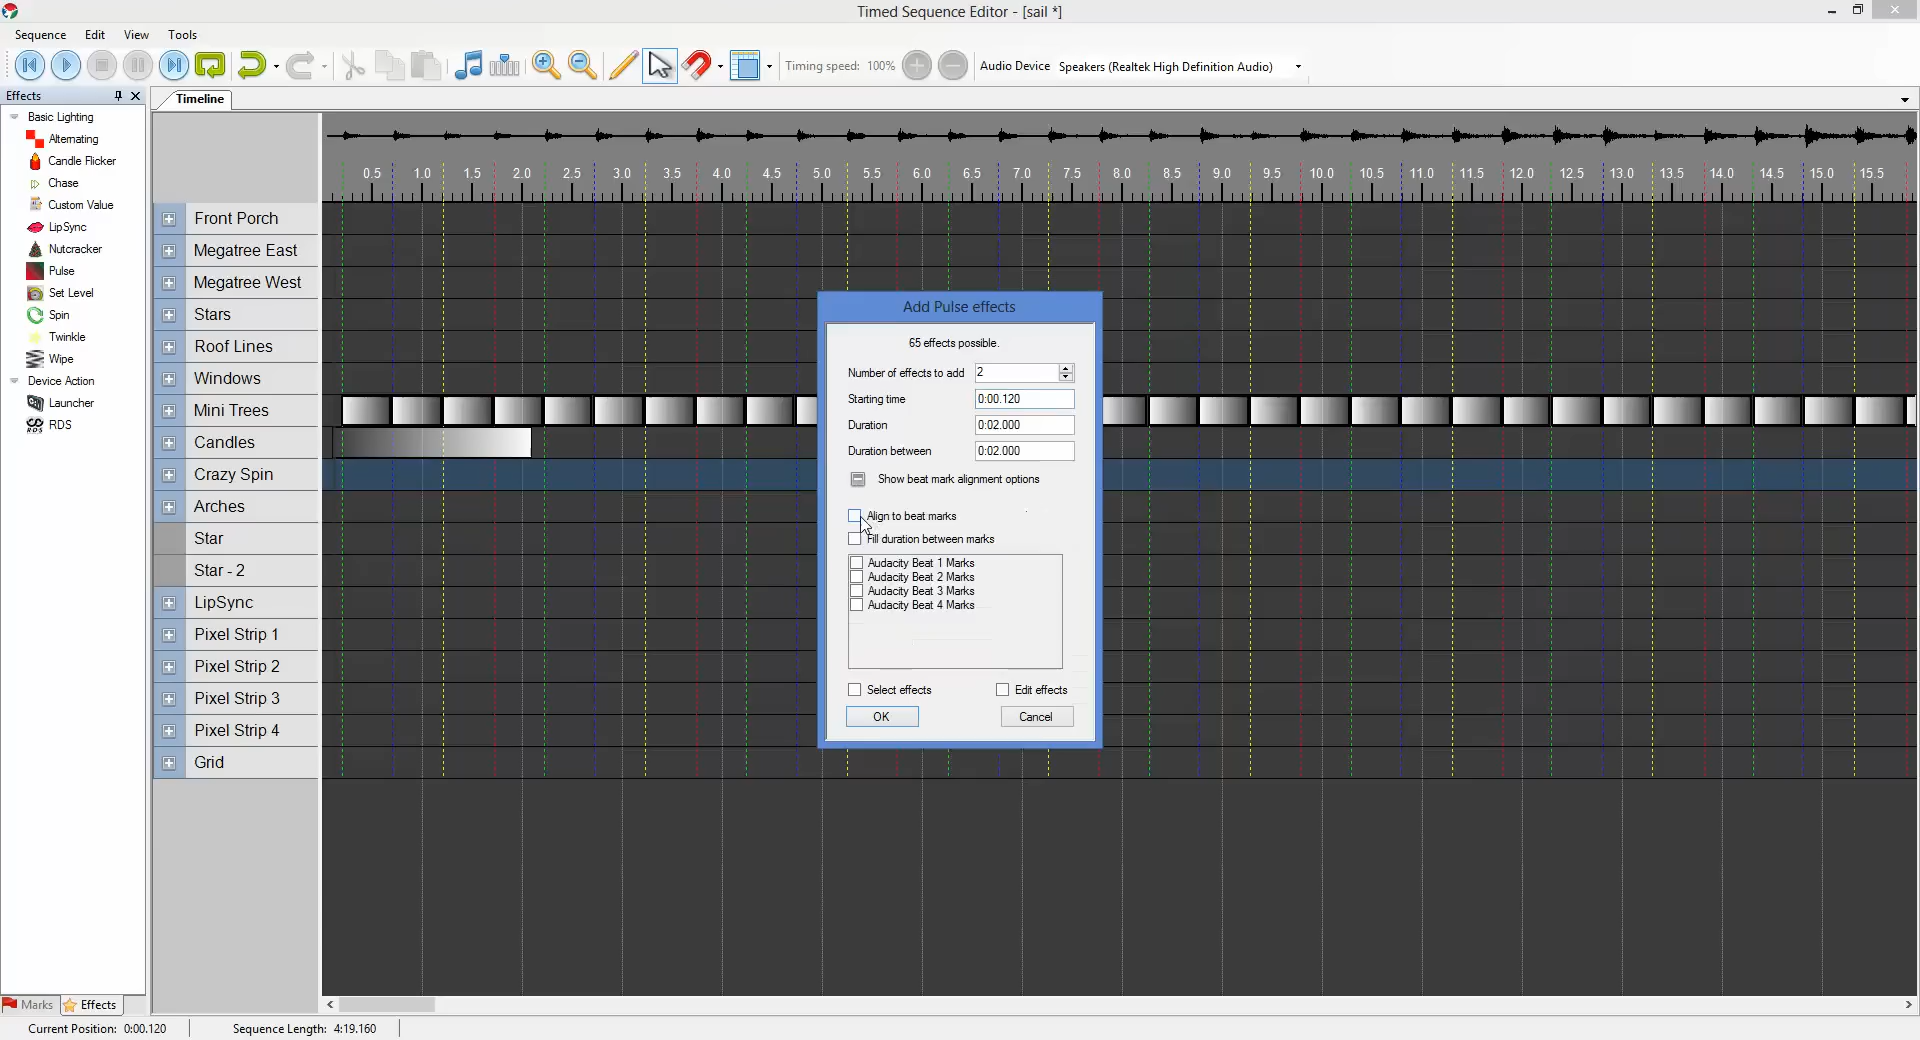 Timed Sequence Editor - [sail *]
Sequence Edit View Tools
Timing speed: 100% Audio Device Speakers (Realtek High Definition Audio)
Effects
Timeline
Basic Lighting
Alternating
Candle Flicker
Chase
Custom Value
LipSync
Nutcracker
Pulse
Set Level
Spin
Twinkle
Wipe
Device Action
Launcher
RDS
RDS
0.5 1.0 1.5 2.0 2.5 3.0 3.5 4.0 4.5 5.0 5.5 6.0 6.5 7.0 7.5 8.0 8.5 9.0 9.5 10.0 10.5 11.0 11.5 12.0 12.5 13.0 13.5 14.0 14.5 15.0 15.5
Front Porch
Megatree East
Megatree West
Stars
Roof Lines
Windows
Mini Trees
Candles
Crazy Spin
Arches
Star
Star - 2
LipSync
Pixel Strip 1
Pixel Strip 2
Pixel Strip 3
Pixel Strip 4
Grid
Add Pulse effects
65 effects possible.
Number of effects to add 2
Starting time 0:00.120
Duration 0:02.000
Duration between 0:02.000
Show beat mark alignment options
Align to beat marks
Fill duration between marks
Audacity Beat 1 Marks
Audacity Beat 2 Marks
Audacity Beat 3 Marks
Audacity Beat 4 Marks
Select effects Edit effects
OK Cancel
Marks Effects
Current Position: 0:00.120 Sequence Length: 4:19.160